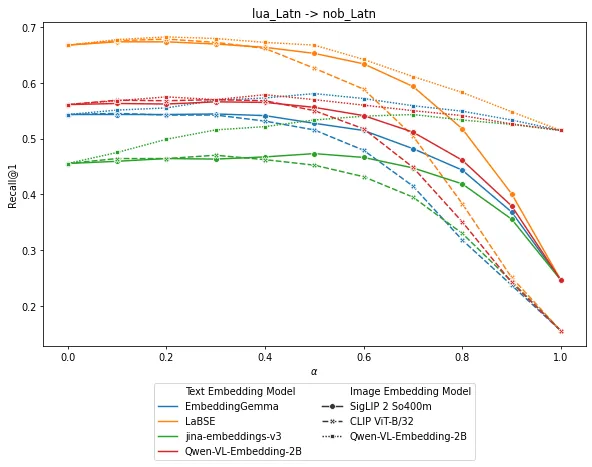 lua_Latn -> nob_Latn
0.7
0.6
0.5
0.4
0.3
0.2
Recall@1
0.0 0.2 0.4 0.6 0.8 1.0
α
Text Embedding Model Image Embedding Model
EmbeddingGemma SigLIP 2 So400m
LaBSE CLIP ViT-B/32
jina-embeddings-v3 Qwen-VL-Embedding-2B
Qwen-VL-Embedding-2B